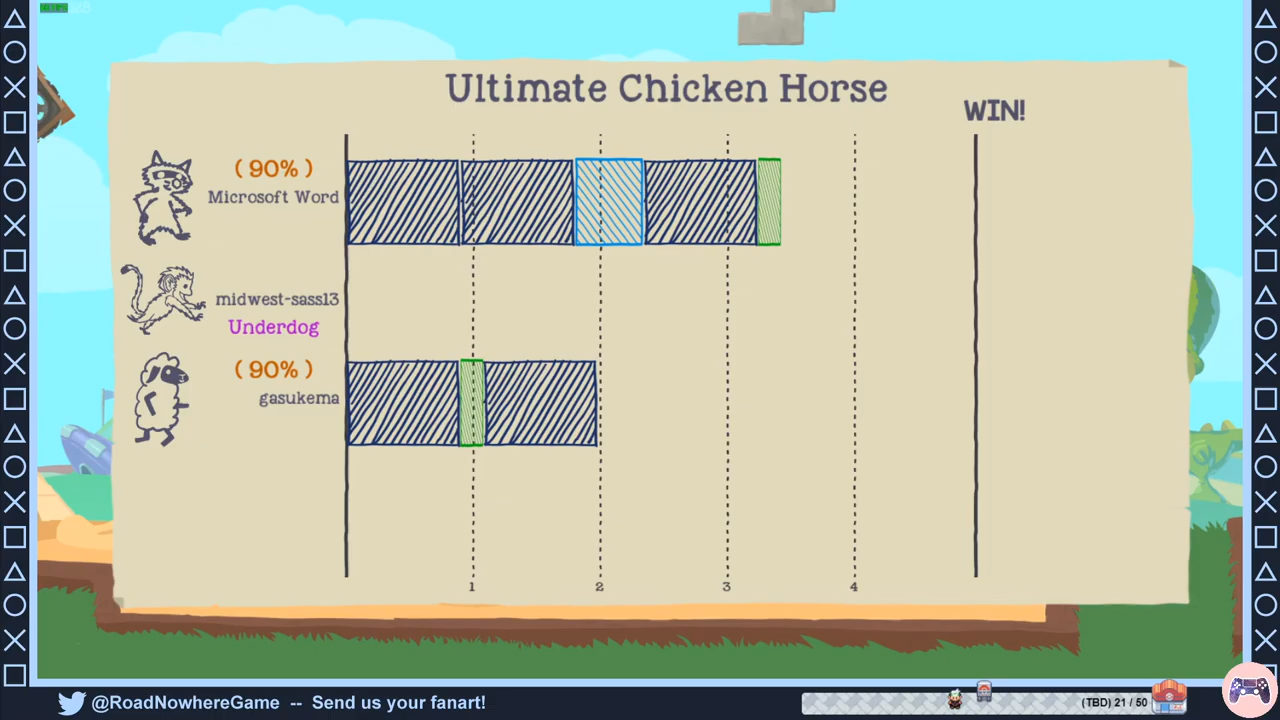 Ultimate Chicken Horse
WIN!
( 90% )
Microsoft Word
midwest-sass13
Underdog
( 90% )
gasukema
1 2 3 4
@RoadNowhereGame -- Send us your fanart!
(TBD) 21 / 50